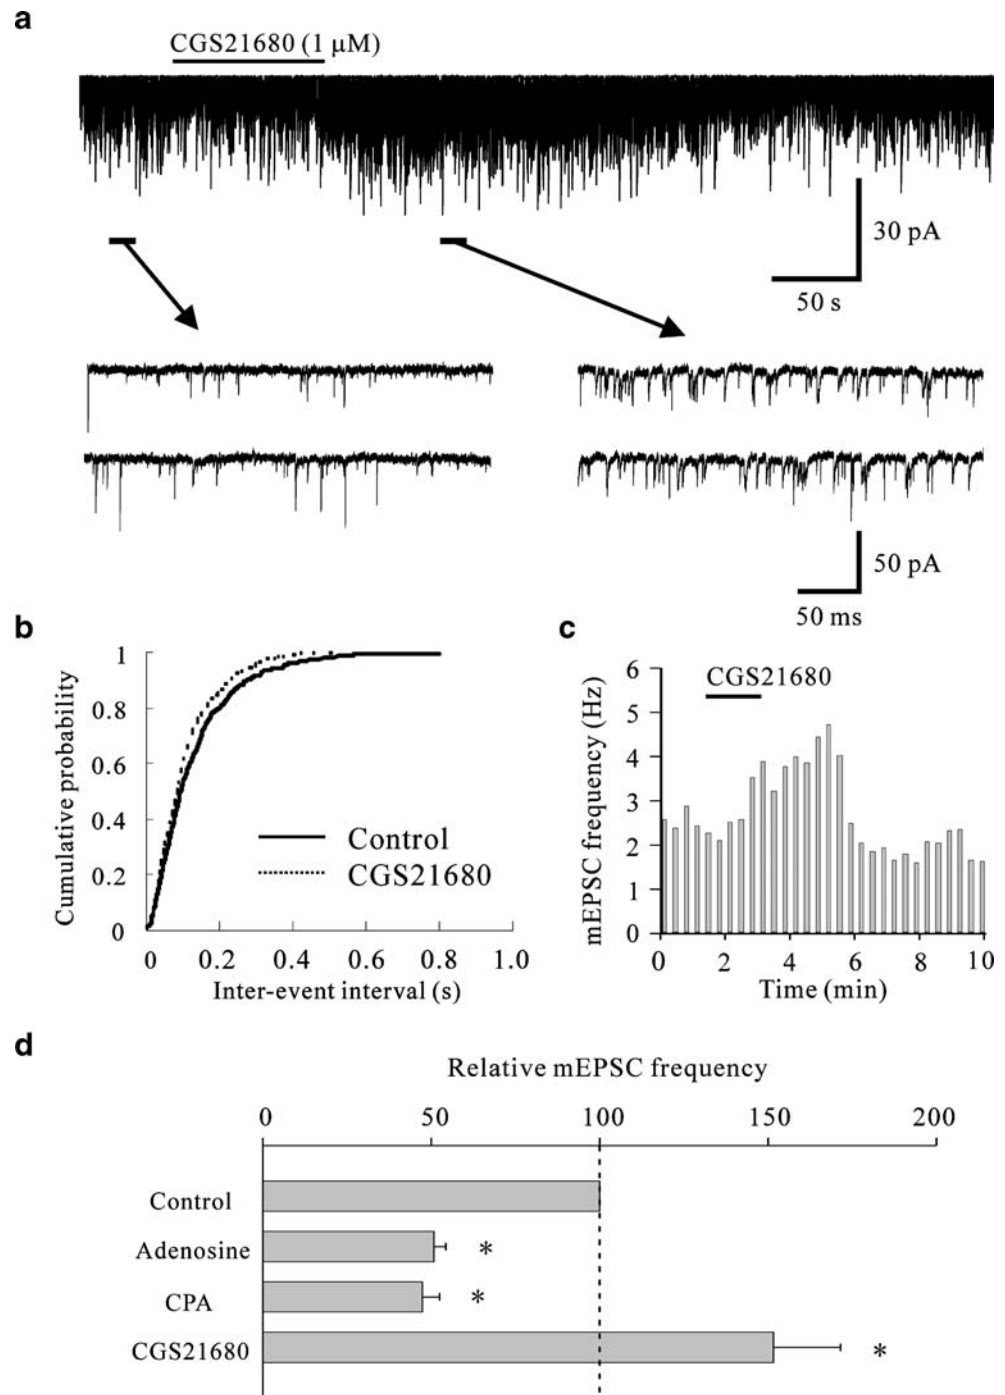 a
CGS21680 (1 μM)
30 pA
50 s
50 pA
50 ms
b
Cumulative probability
1
0.8
0.6
0.4
0.2
0
Control
CGS21680
0 0.2 0.4 0.6 0.8 1.0
Inter-event interval (s)
c
mEPSC frequency (Hz)
6
5
4
3
2
1
0
CGS21680
0 2 4 6 8 10
Time (min)
d
Relative mEPSC frequency
0 50 100 150 200
Control
Adenosine *
CPA *
CGS21680 *